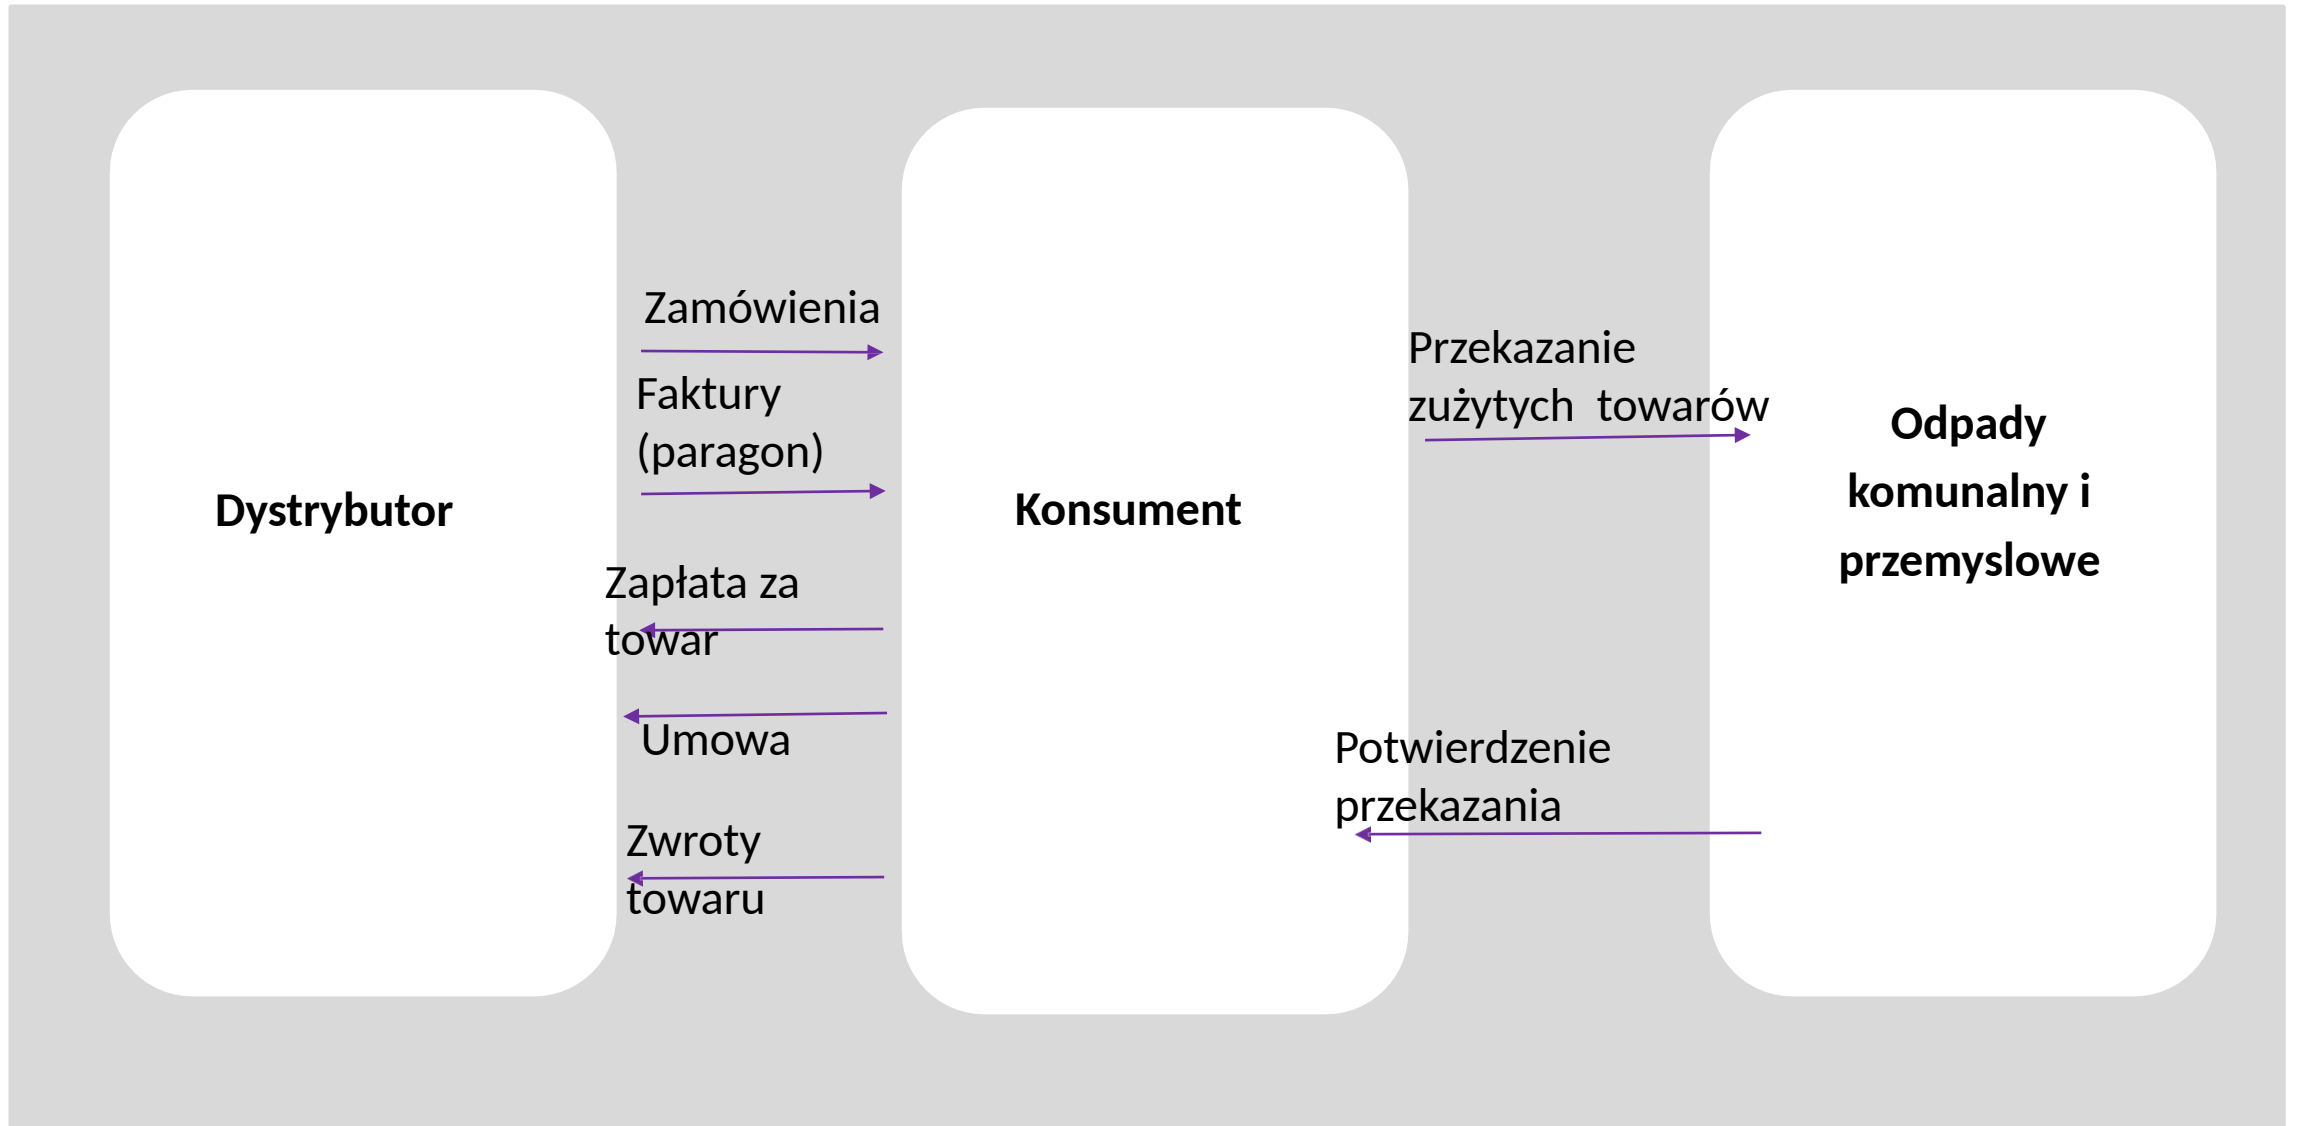 Dystrybutor
Zamówienia
Faktury
(paragon)
Zapłata za
towar
Umowa
Zwroty
towaru
Konsument
Przekazanie
zużytych  towarów
Potwierdzenie
przekazania
Odpady
komunalny i
przemyslowe